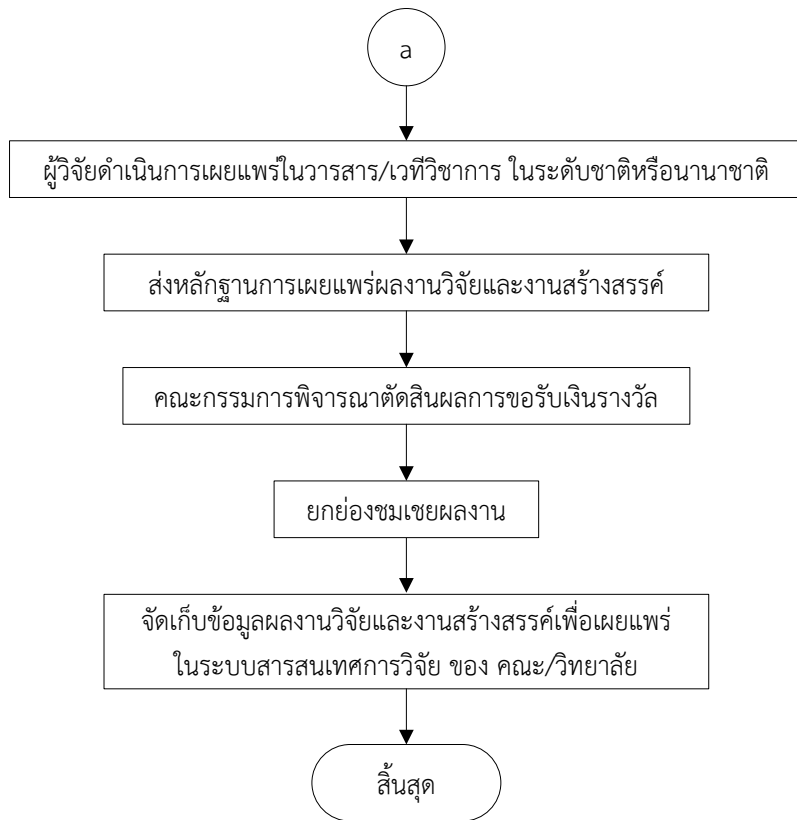 a
ผู้วิจัยดำเนินการเผยแพร่ในวารสาร/เวทีวิชาการ ในระดับชาติหรือนานาชาติ
ส่งหลักฐานการเผยแพร่ผลงานวิจัยและงานสร้างสรรค์
คณะกรรมการพิจารณาตัดสินผลการขอรับเงินรางวัล
ยกย่องชมเชยผลงาน
จัดเก็บข้อมูลผลงานวิจัยและงานสร้างสรรค์เพื่อเผยแพร่
ในระบบสารสนเทศการวิจัย ของ คณะ/วิทยาลัย
สิ้นสุด